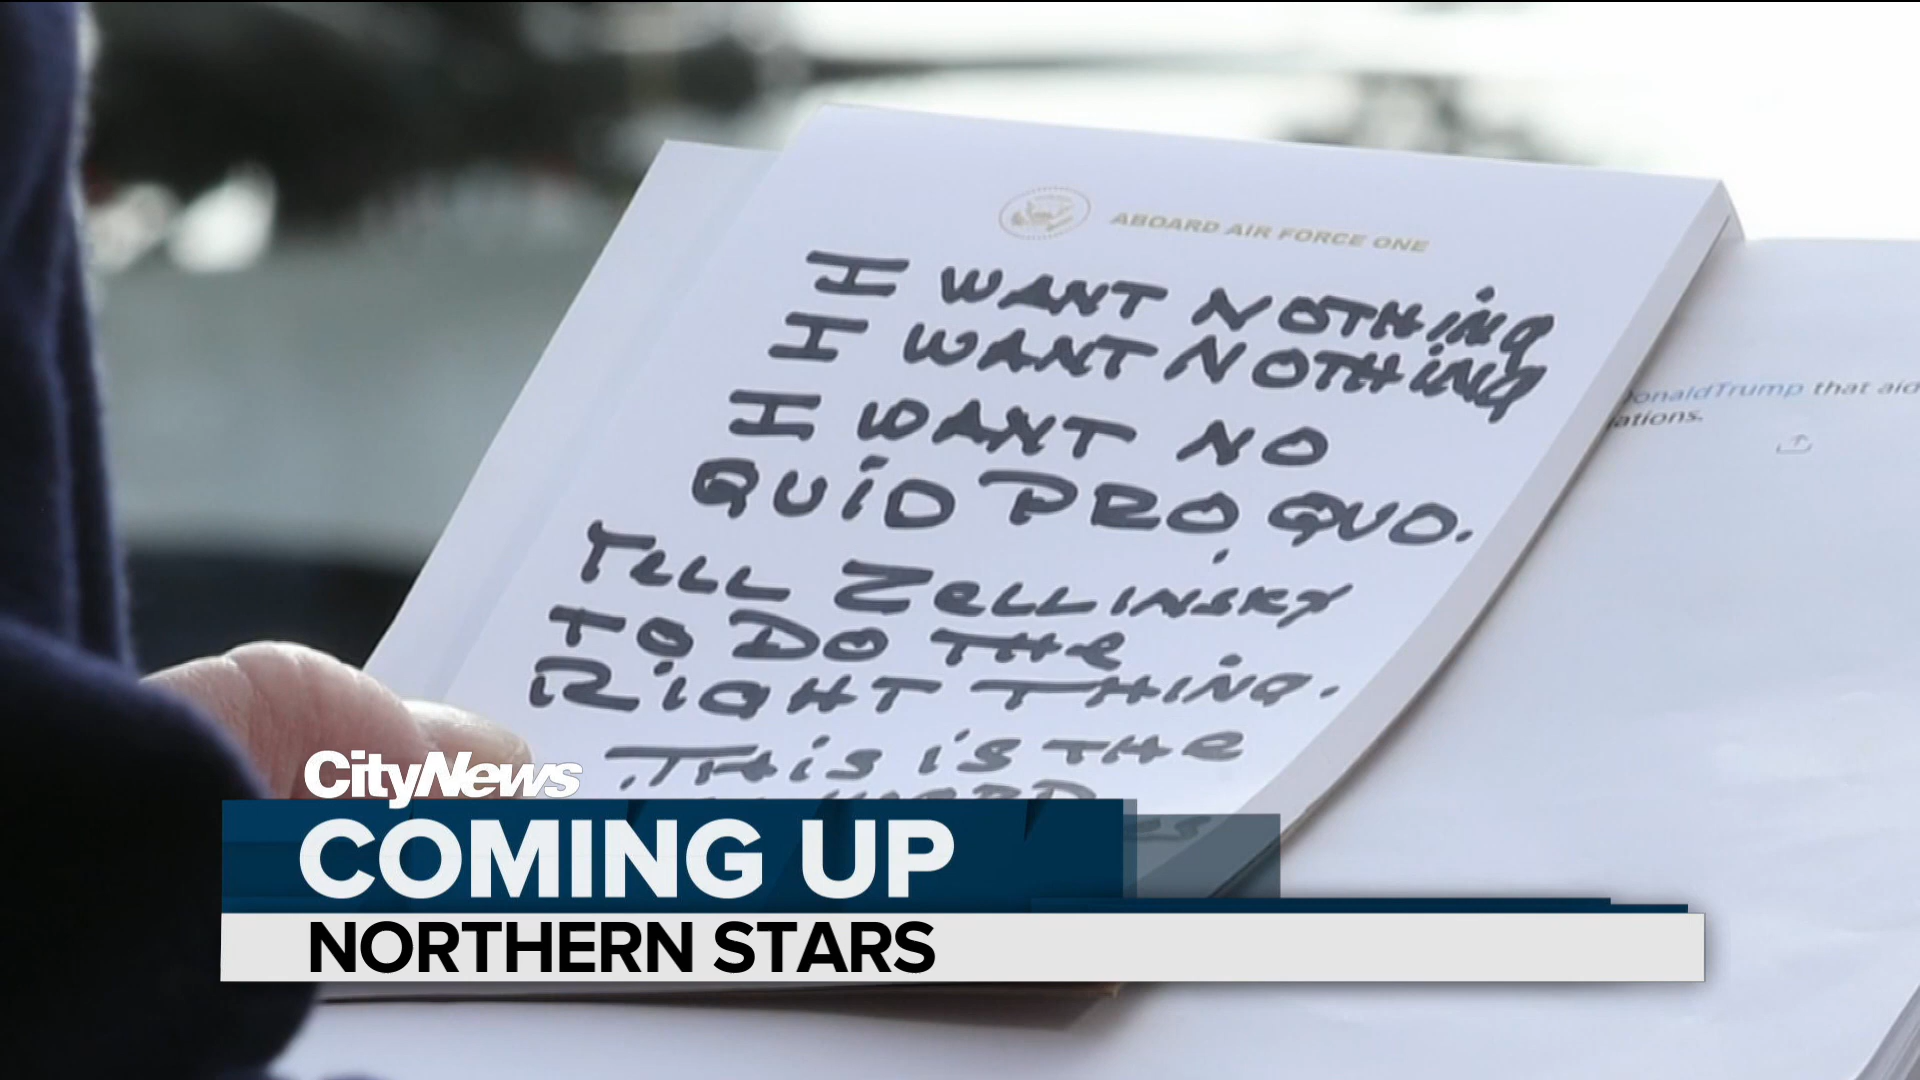 ABOARD AIR FORCE ONE
I WANT NOTHING
I WANT NOTHING
I WANT NO
QUID PRO QUO.
TELL ZELLINSKY
TO DO THE
RIGHT THING.
THIS IS THE
onaldTrump that aid
ations.
CityNews
COMING UP
NORTHERN STARS